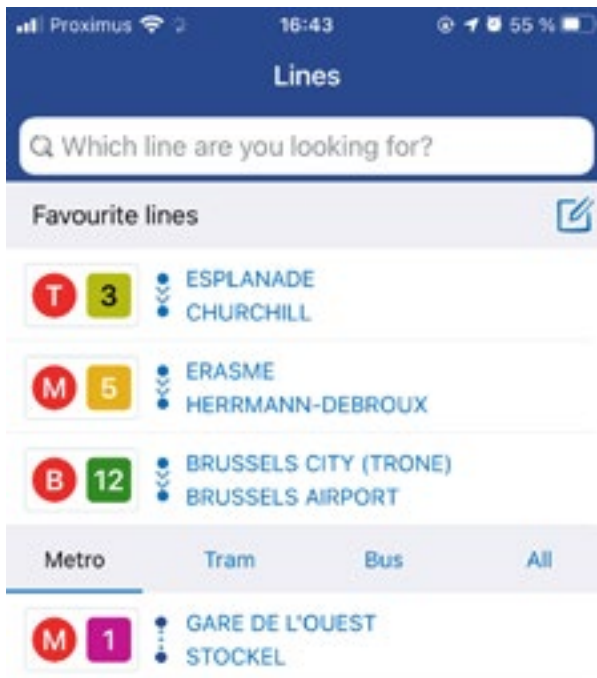 Proximus 16:43 55 %
Lines
Which line are you looking for?
Favourite lines
T 3 ESPLANADE
CHURCHILL
M 5 ERASME
HERRMANN-DEBROUX
B 12 BRUSSELS CITY (TRONE)
BRUSSELS AIRPORT
Metro Tram Bus All
M 1 GARE DE L'OUEST
STOCKEL